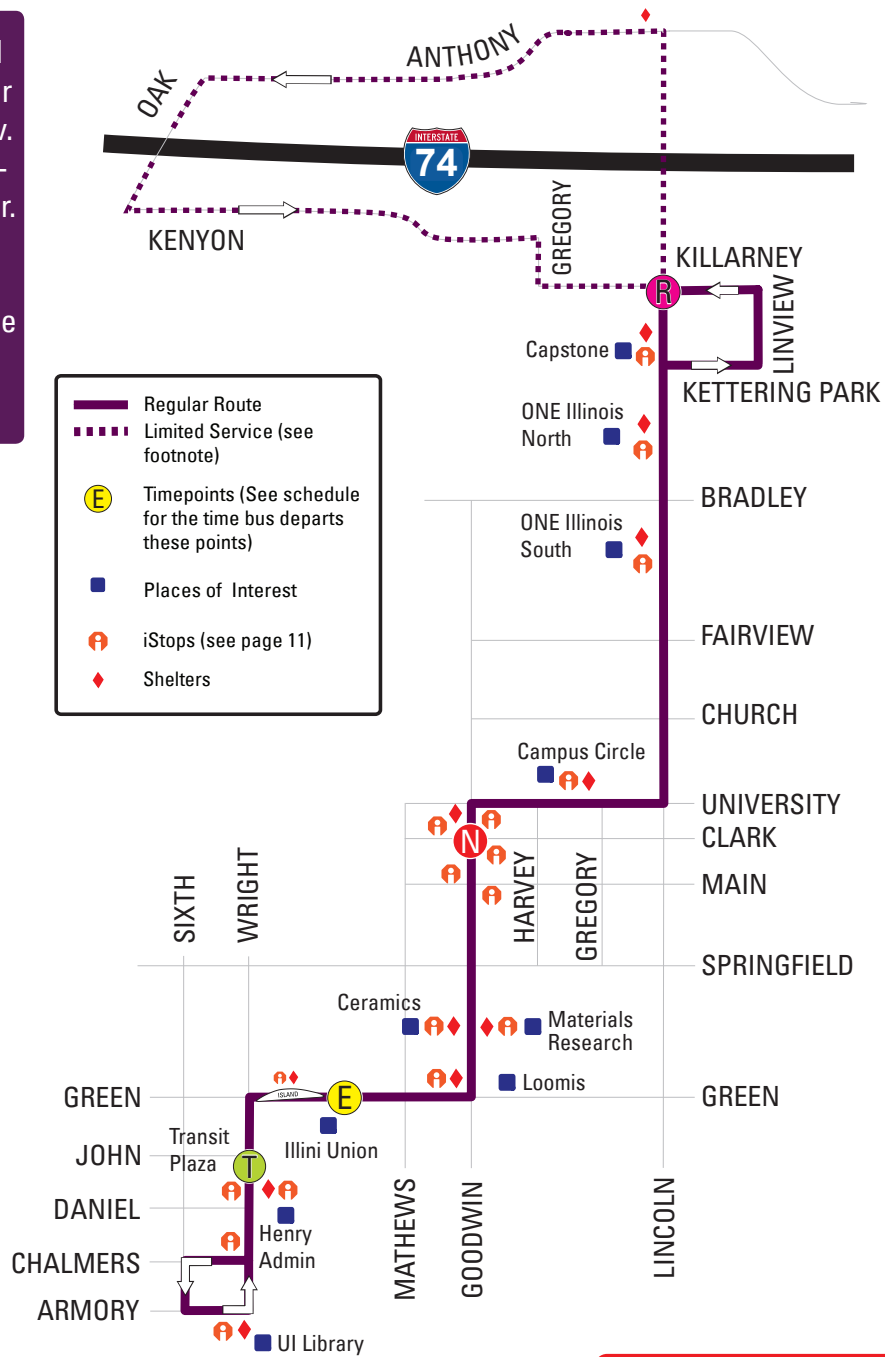 r
v.
–
r.
e
ANTHONY
OAK
INTERSTATE
74
KENYON
GREGORY
KILLARNEY
R
LINVIEW
Capstone
KETTERING PARK
ONE Illinois
North
Regular Route
Limited Service (see
footnote)
E
Timepoints (See schedule
for the time bus departs
these points)
Places of Interest
iStops (see page 11)
Shelters
BRADLEY
ONE Illinois
South
FAIRVIEW
CHURCH
Campus Circle
UNIVERSITY
N
CLARK
MAIN
HARVEY
GREGORY
SIXTH
WRIGHT
SPRINGFIELD
Ceramics
Materials
Research
Loomis
GREEN
ISLAND
E
GREEN
Illini Union
Transit
Plaza
JOHN
T
DANIEL
Henry
Admin
MATHEWS
GOODWIN
LINCOLN
CHALMERS
ARMORY
UI Library